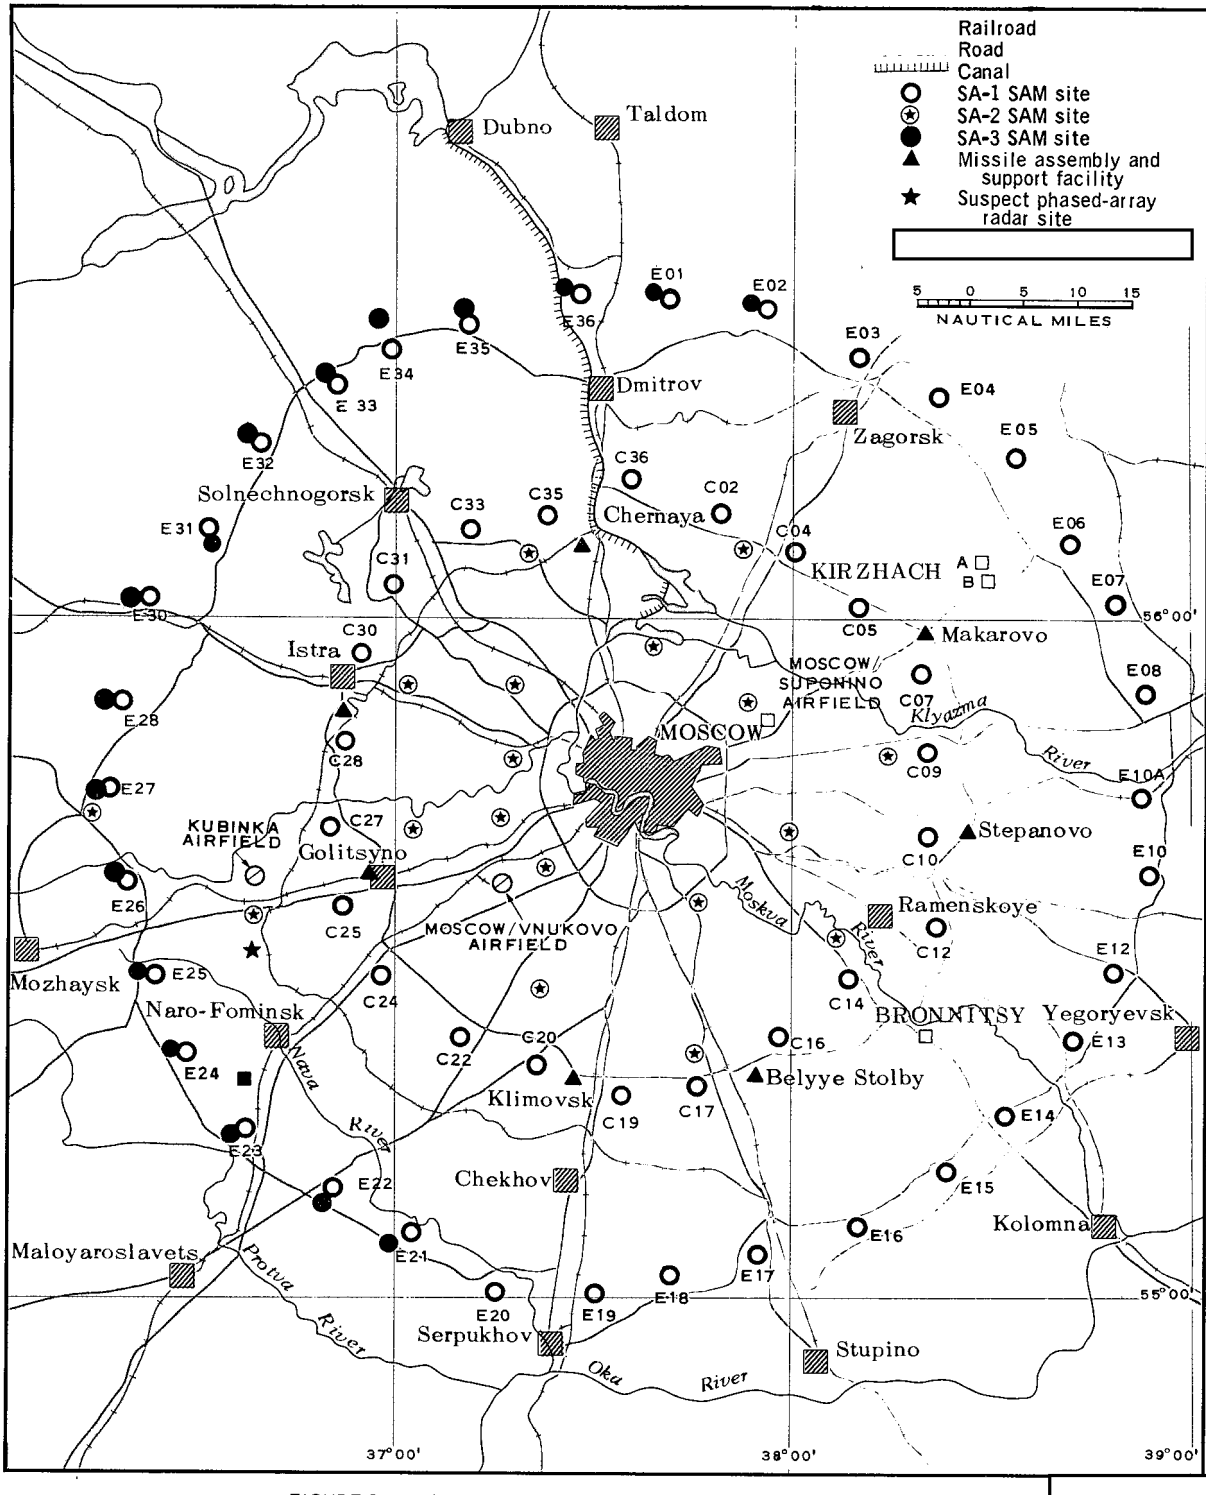 Railroad
Road
Canal
SA-1 SAM site
SA-2 SAM site
SA-3 SAM site
Missile assembly and
support facility
Suspect phased-array
radar site
5 0 5 10 15
NAUTICAL MILES
Dubno
Taldom
E01
E02
E36
E35
E34
E33
E03
E04
Dmitrov
Zagorsk
E05
E32
C36
Solnechnogorsk
C33
C35
C02
Chernaya
E31
C04
E06
C31
KIRZHACH
A
B
E07
E30
C05
56°00'
C30
Istra
Makarovo
MOSCOW/
SUPONINO
AIRFIELD
C07
E08
E28
Klyazma
River
MOSCOW
C28
C09
E10A
E27
KUBINKA
AIRFIELD
C27
Golitsyno
Stepanovo
C10
E10
E26
C25
Moskva
River
Ramenskoye
MOSCOW/VNUKOVO
AIRFIELD
C12
E12
Mozhaysk
E25
C24
C14
Naro-Fominsk
BRONNITSY
Yegoryevsk
E24
Nava
River
C22
C20
C16
E13
Klimovsk
Belyye Stolby
C19
C17
E14
E23
E22
Chekhov
E15
Kolomna
E16
Maloyaroslavets
Protva
River
E21
E17
E20
E19
E18
55°00'
Serpukhov
Stupino
Oka
River
37°00'
38°00'
39°00'